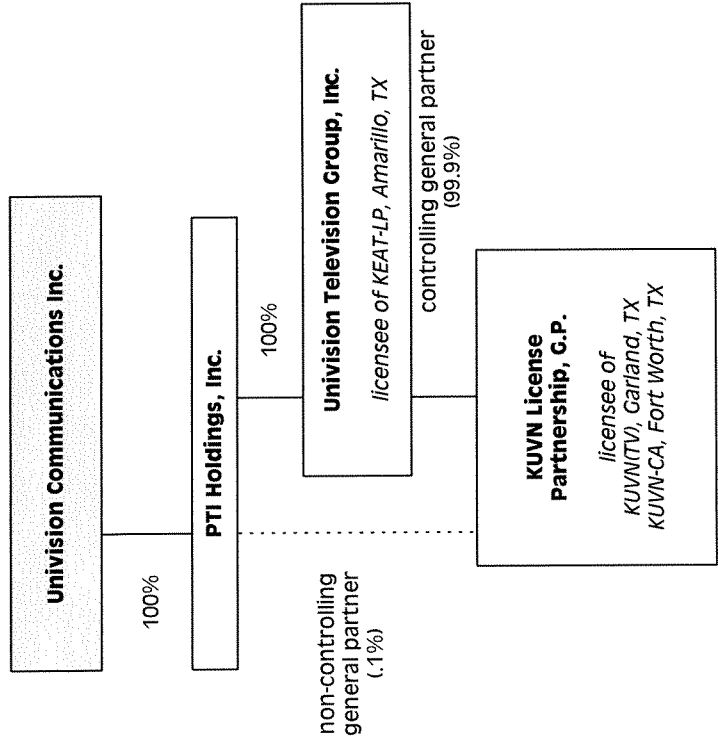 Univision Communications Inc.
100%
PTI Holdings, Inc.
100%
Univision Television Group, Inc.
licensee of KEAT-LP, Amarillo, TX
non-controlling
general partner
(.1%)
controlling general partner
(99.9%)
KUVN License
Partnership, G.P.
licensee of
KUVN(TV), Garland, TX
KUVN-CA, Fort Worth, TX